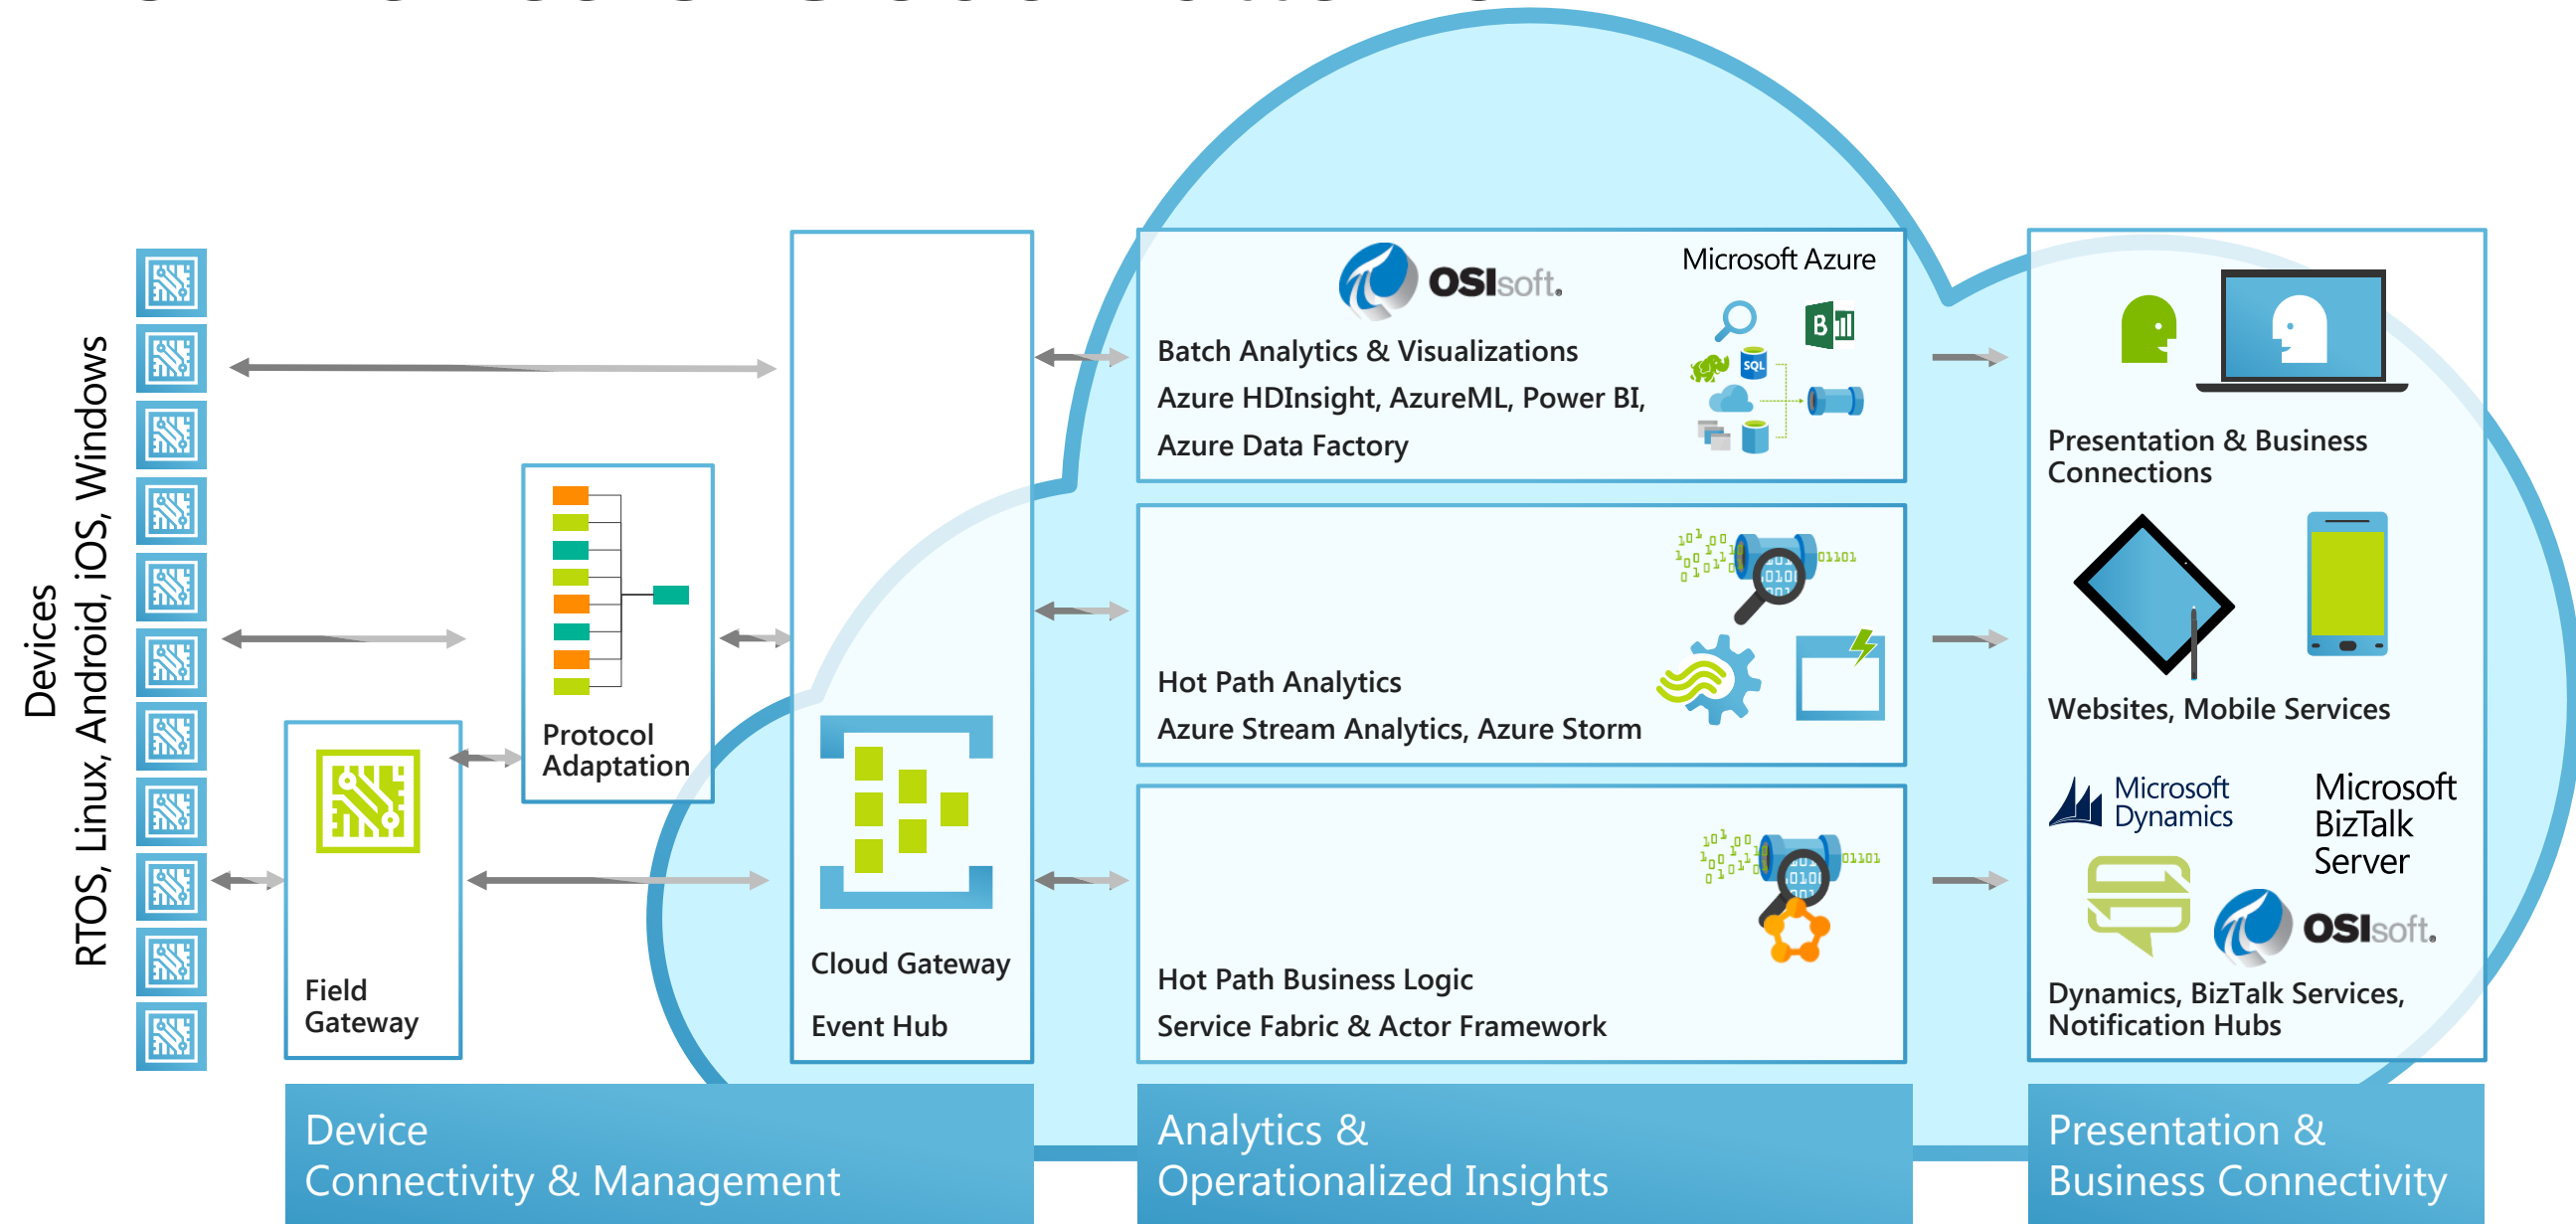 Devices
RTOS, Linux, Android, iOS, Windows
Field
Gateway
Protocol
Adaptation
Cloud Gateway
Event Hub
OSIsoft.
Microsoft Azure
B
SQL
Batch Analytics & Visualizations
Azure HDInsight, AzureML, Power BI,
Azure Data Factory
01101
Hot Path Analytics
Azure Stream Analytics, Azure Storm
01101
Hot Path Business Logic
Service Fabric & Actor Framework
Presentation & Business
Connections
Websites, Mobile Services
Microsoft
Dynamics
Microsoft
BizTalk
Server
OSIsoft.
Dynamics, BizTalk Services,
Notification Hubs
Device
Connectivity & Management
Analytics &
Operationalized Insights
Presentation &
Business Connectivity